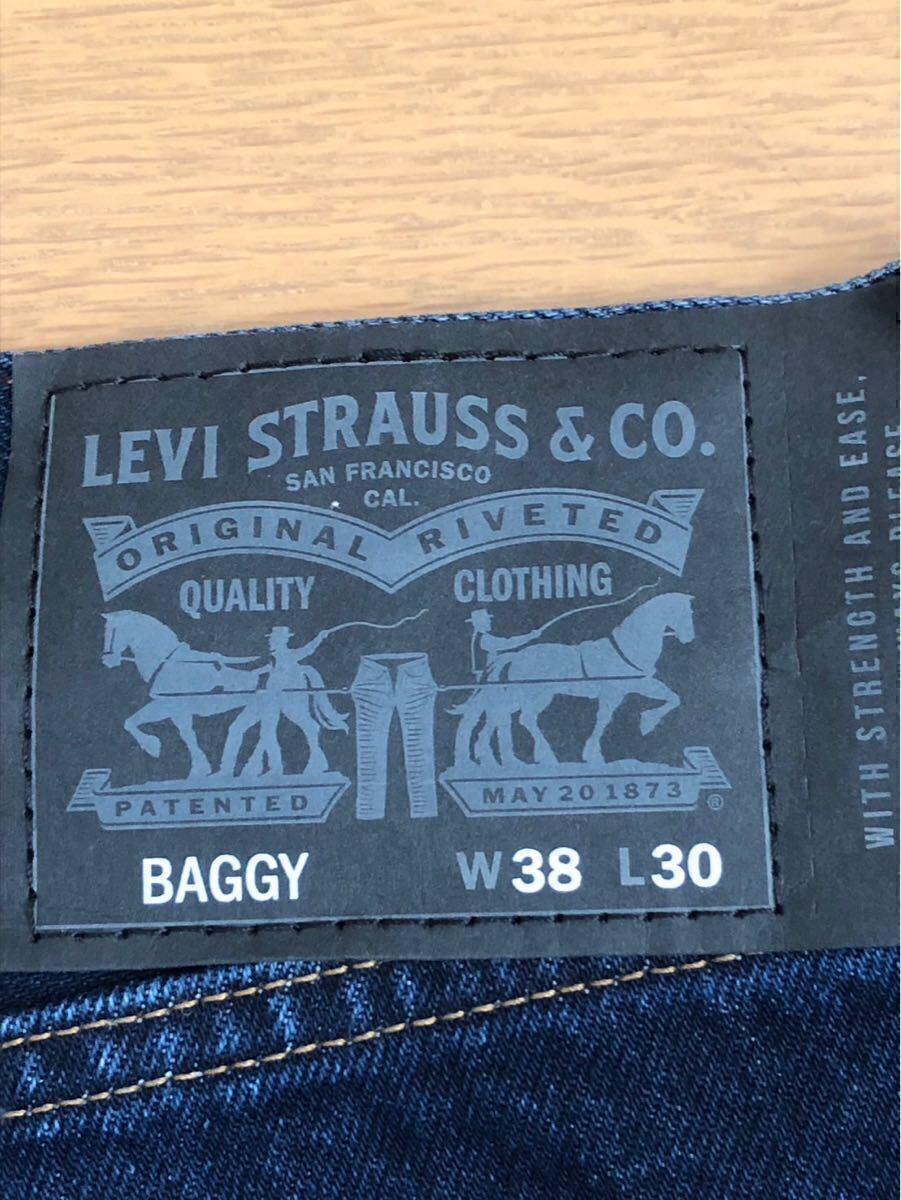 LEVI STRAUSS & CO.
SAN FRANCISCO
CAL.
ORIGINAL RIVETED
QUALITY CLOTHING
PATENTED MAY 20 1873 ®
BAGGY W38 L30
WITH STRENGTH AND EASE,